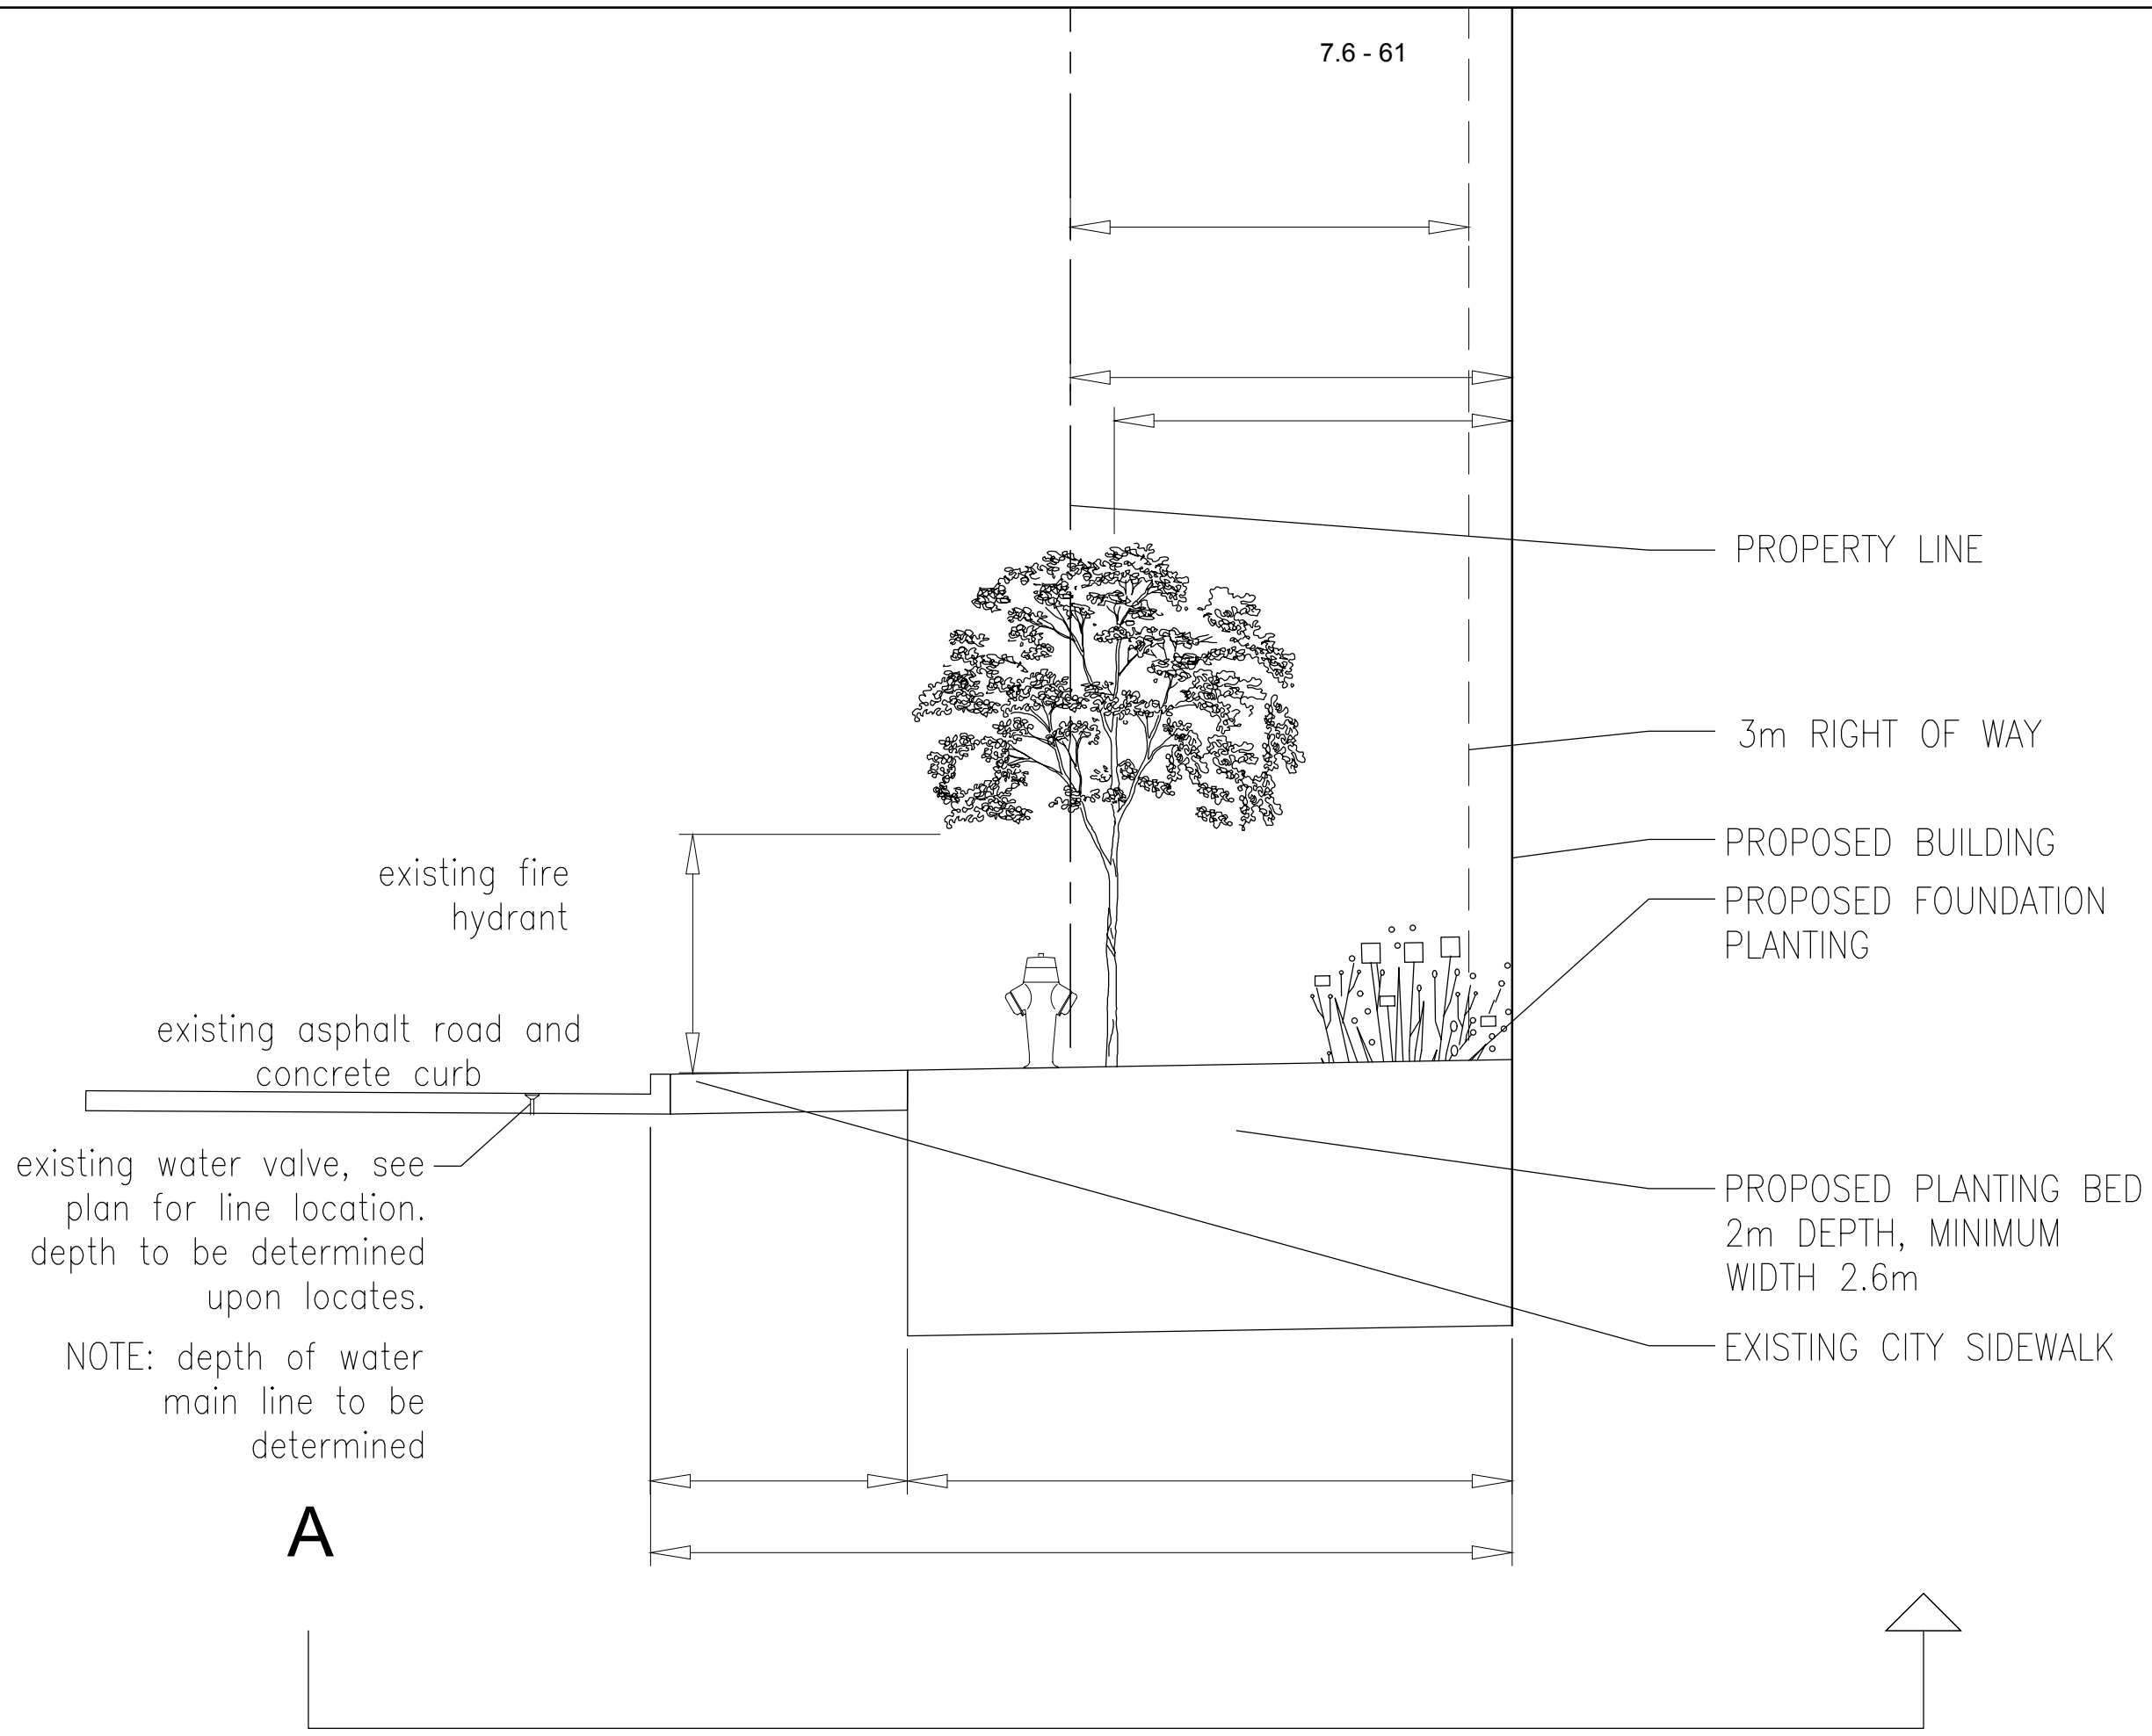 7.6 - 61
PROPERTY LINE
3m RIGHT OF WAY
PROPOSED BUILDING
PROPOSED FOUNDATION
PLANTING
existing fire
hydrant
existing asphalt road and
concrete curb
existing water valve, see
plan for line location.
depth to be determined
upon locates.
NOTE: depth of water
main line to be
determined
PROPOSED PLANTING BED
2m DEPTH, MINIMUM
WIDTH 2.6m
EXISTING CITY SIDEWALK
A